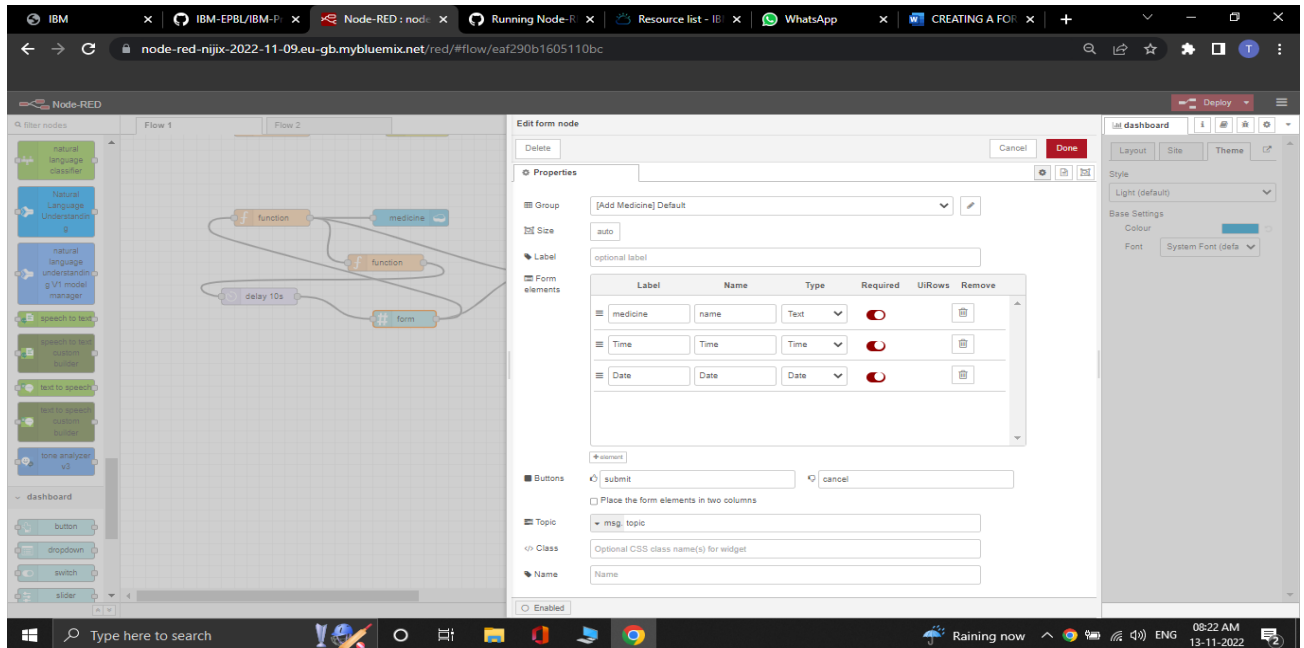 IBM
IBM-EPBL/IBM-Pr
Node-RED : node
Running Node-R
Resource list - IB
WhatsApp
CREATING A FOR
node-red-nijix-2022-11-09.eu-gb.mybluemix.net/red/#flow/eaf290b1605110bc
T
Node-RED
Deploy
filter nodes
Flow 1
Flow 2
Edit form node
dashboard
natural
language
classifier
Delete
Cancel
Done
Layout
Site
Theme
Properties
Style
Light (default)
Natural
Language
Understandin
g
Group
[Add Medicine] Default
Base Settings
function
medicine
Size
auto
Colour
Font
System Font (defa
natural
language
understandin
g V1 model
manager
function
Label
optional label
Form
elements
Label
Name
Type
Required
UiRows
Remove
delay 10s
speech to text
form
medicine
name
Text
speech to text
custom
builder
Time
Time
Time
text to speech
Date
Date
Date
text to speech
custom
builder
tone analyzer
v3
element
Buttons
submit
cancel
dashboard
Place the form elements in two columns
button
Topic
msg. topic
dropdown
Class
Optional CSS class name(s) for widget
switch
Name
Name
slider
Enabled
Type here to search
Raining now
ENG
08:22 AM
13-11-2022
2